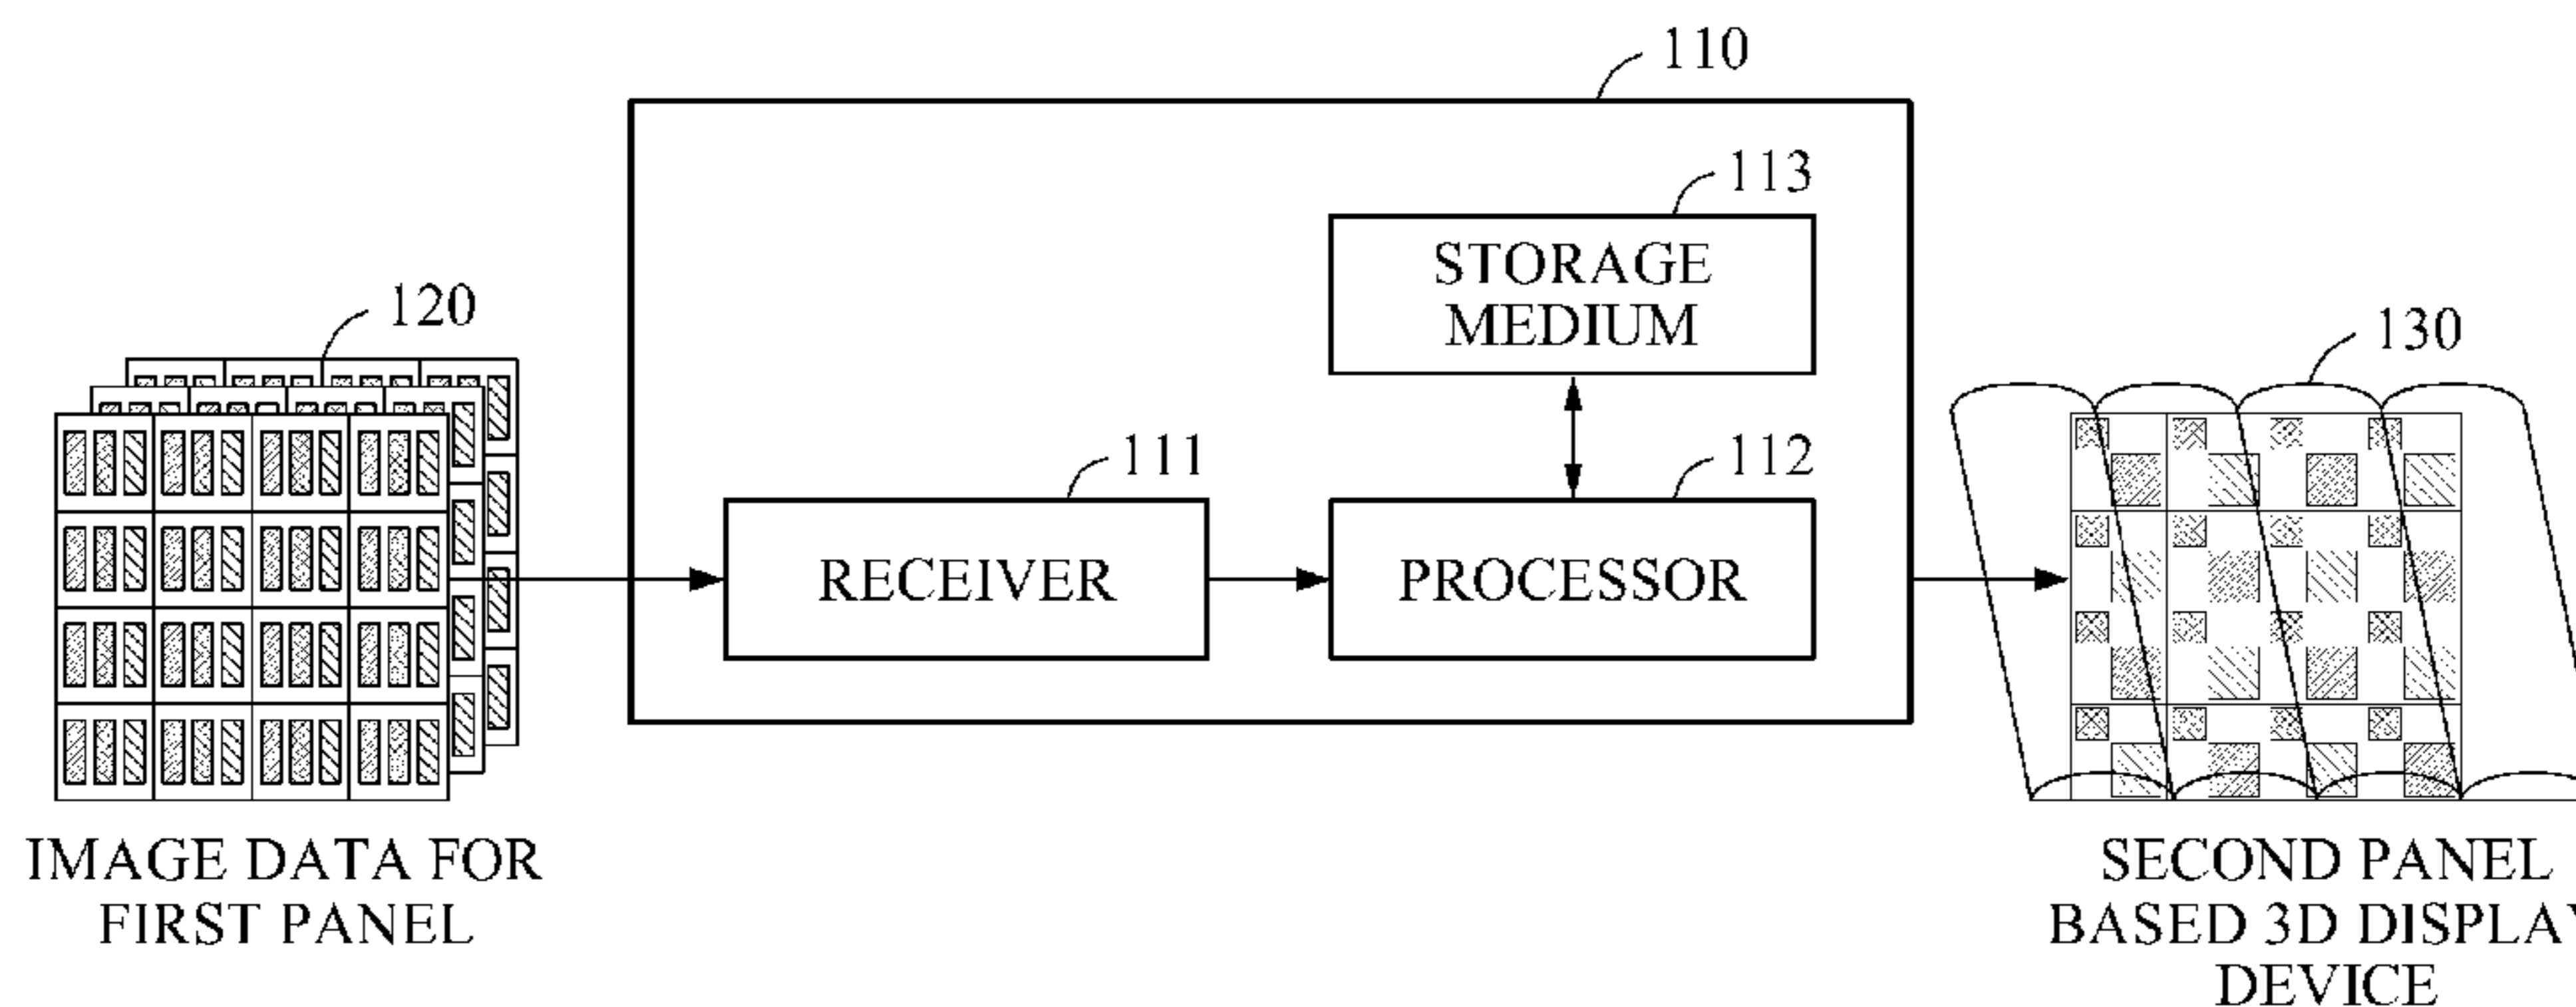 110
113
STORAGE
MEDIUM
120
130
111
112
RECEIVER
PROCESSOR
IMAGE DATA FOR
FIRST PANEL
SECOND PANEL
BASED 3D DISPLAY
DEVICE